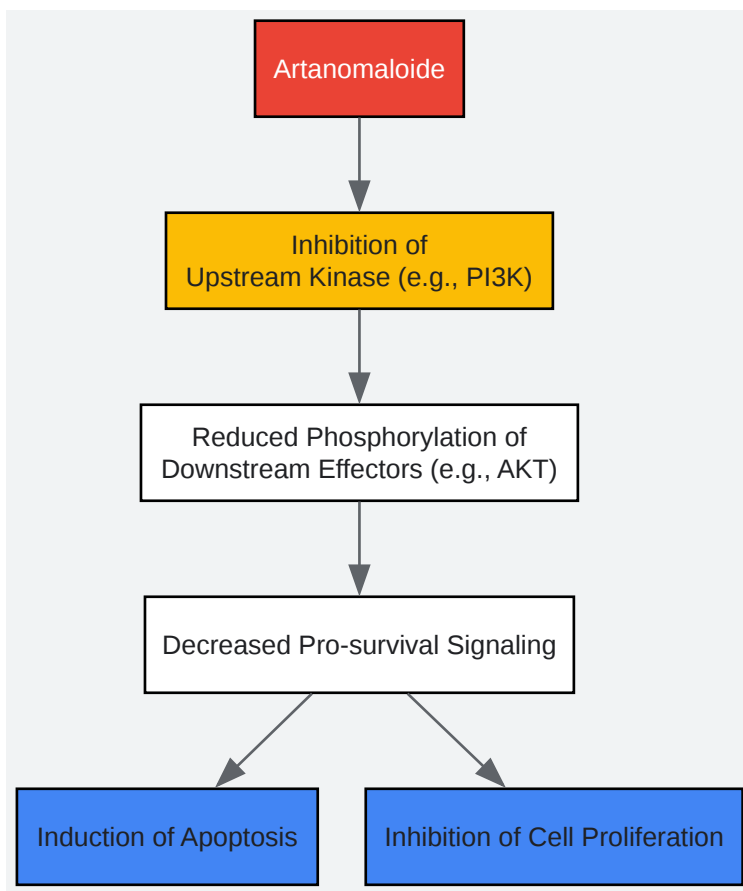 Artanomaloide
Inhibition of
Upstream Kinase (e.g., PI3K)
Reduced Phosphorylation of
Downstream Effectors (e.g., AKT)
Decreased Pro-survival Signaling
Induction of Apoptosis
Inhibition of Cell Proliferation